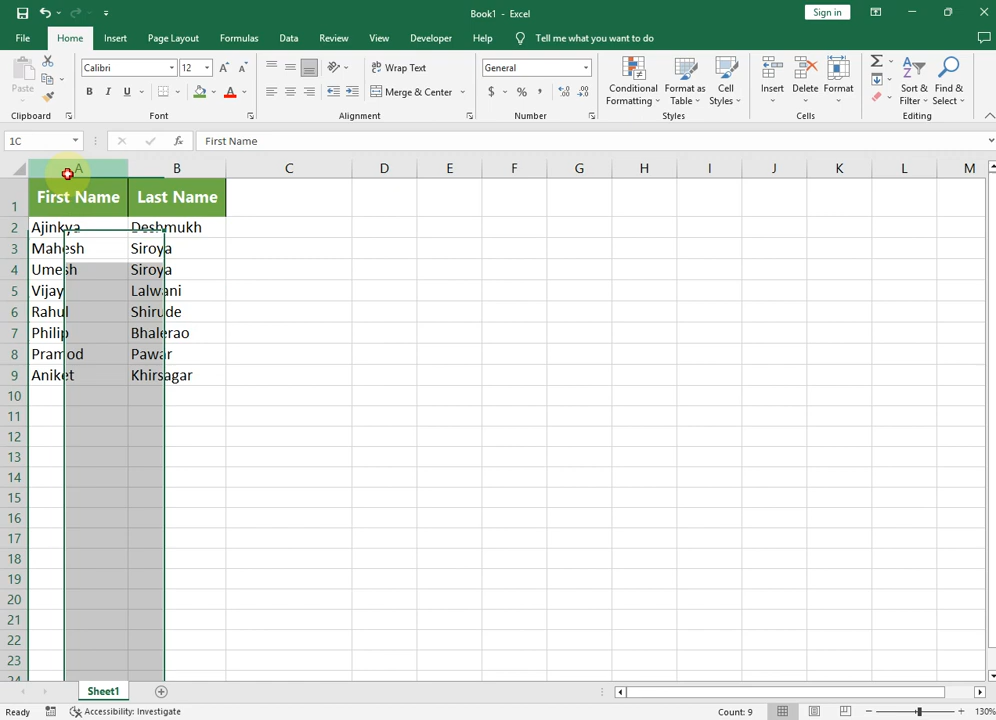 Book1 - Excel
Sign in
File Home Insert Page Layout Formulas Data Review View Developer Help Tell me what you want to do
Paste
Calibri 12
Wrap Text
General
B I U
Merge & Center
$ % ,
Conditional Formatting
Format as Table
Cell Styles
Insert
Delete
Format
Sort & Filter
Find & Select
Clipboard Font Alignment Number Styles Cells Editing
1C
fx
First Name
A B C D E F G H I J K L M
1 First Name Last Name
2 Ajinkya Deshmukh
3 Mahesh Siroya
4 Umesh Siroya
5 Vijay Lalwani
6 Rahul Shirude
7 Philip Bhalerao
8 Pramod Pawar
9 Aniket Khirsagar
10
11
12
13
14
15
16
17
18
19
20
21
22
23
24
Sheet1
Ready Accessibility: Investigate Count: 9 130%